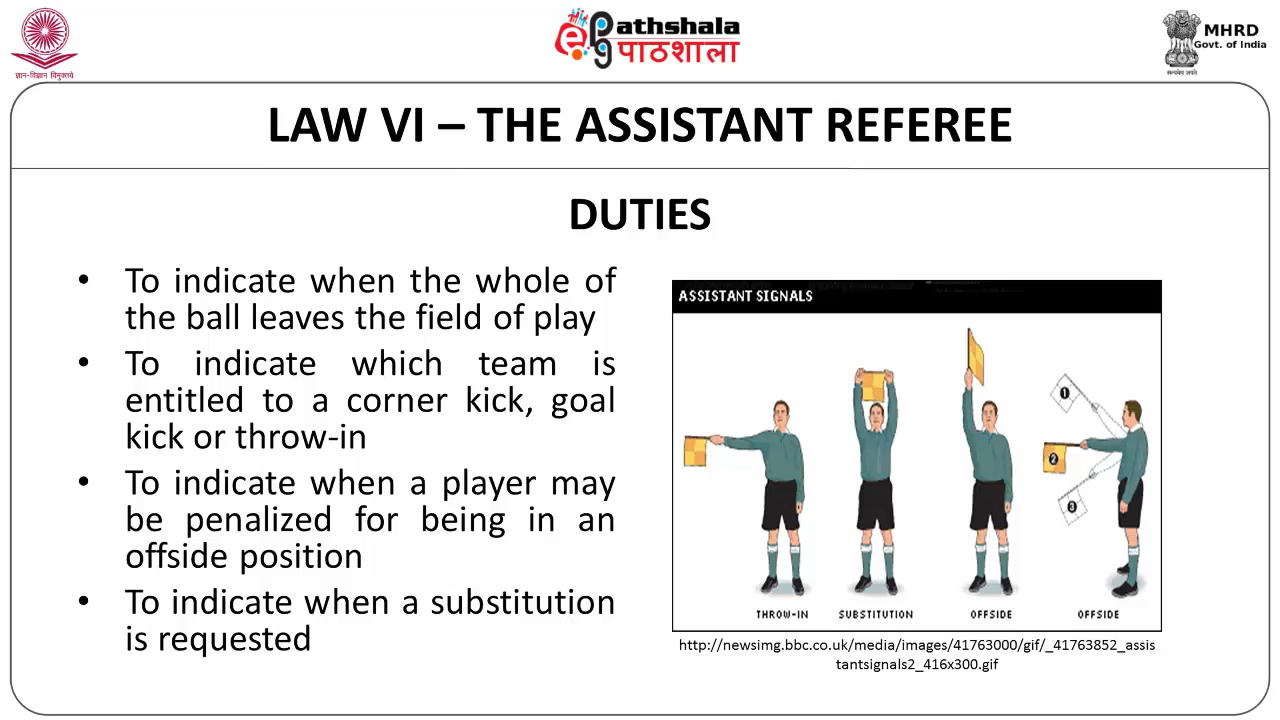 ज्ञान-विज्ञान विमुक्तये
ePathshala
पाठशाला
MHRD
Govt. of India
सत्यमेव जयते
LAW VI – THE ASSISTANT REFEREE
DUTIES
• To indicate when the whole of
the ball leaves the field of play
• To indicate which team is
entitled to a corner kick, goal
kick or throw-in
• To indicate when a player may
be penalized for being in an
offside position
• To indicate when a substitution
is requested
ASSISTANT SIGNALS
1
2
3
THROW-IN SUBSTITUTION OFFSIDE OFFSIDE
http://newsimg.bbc.co.uk/media/images/41763000/gif/_41763852_assis
tantsignals2_416x300.gif